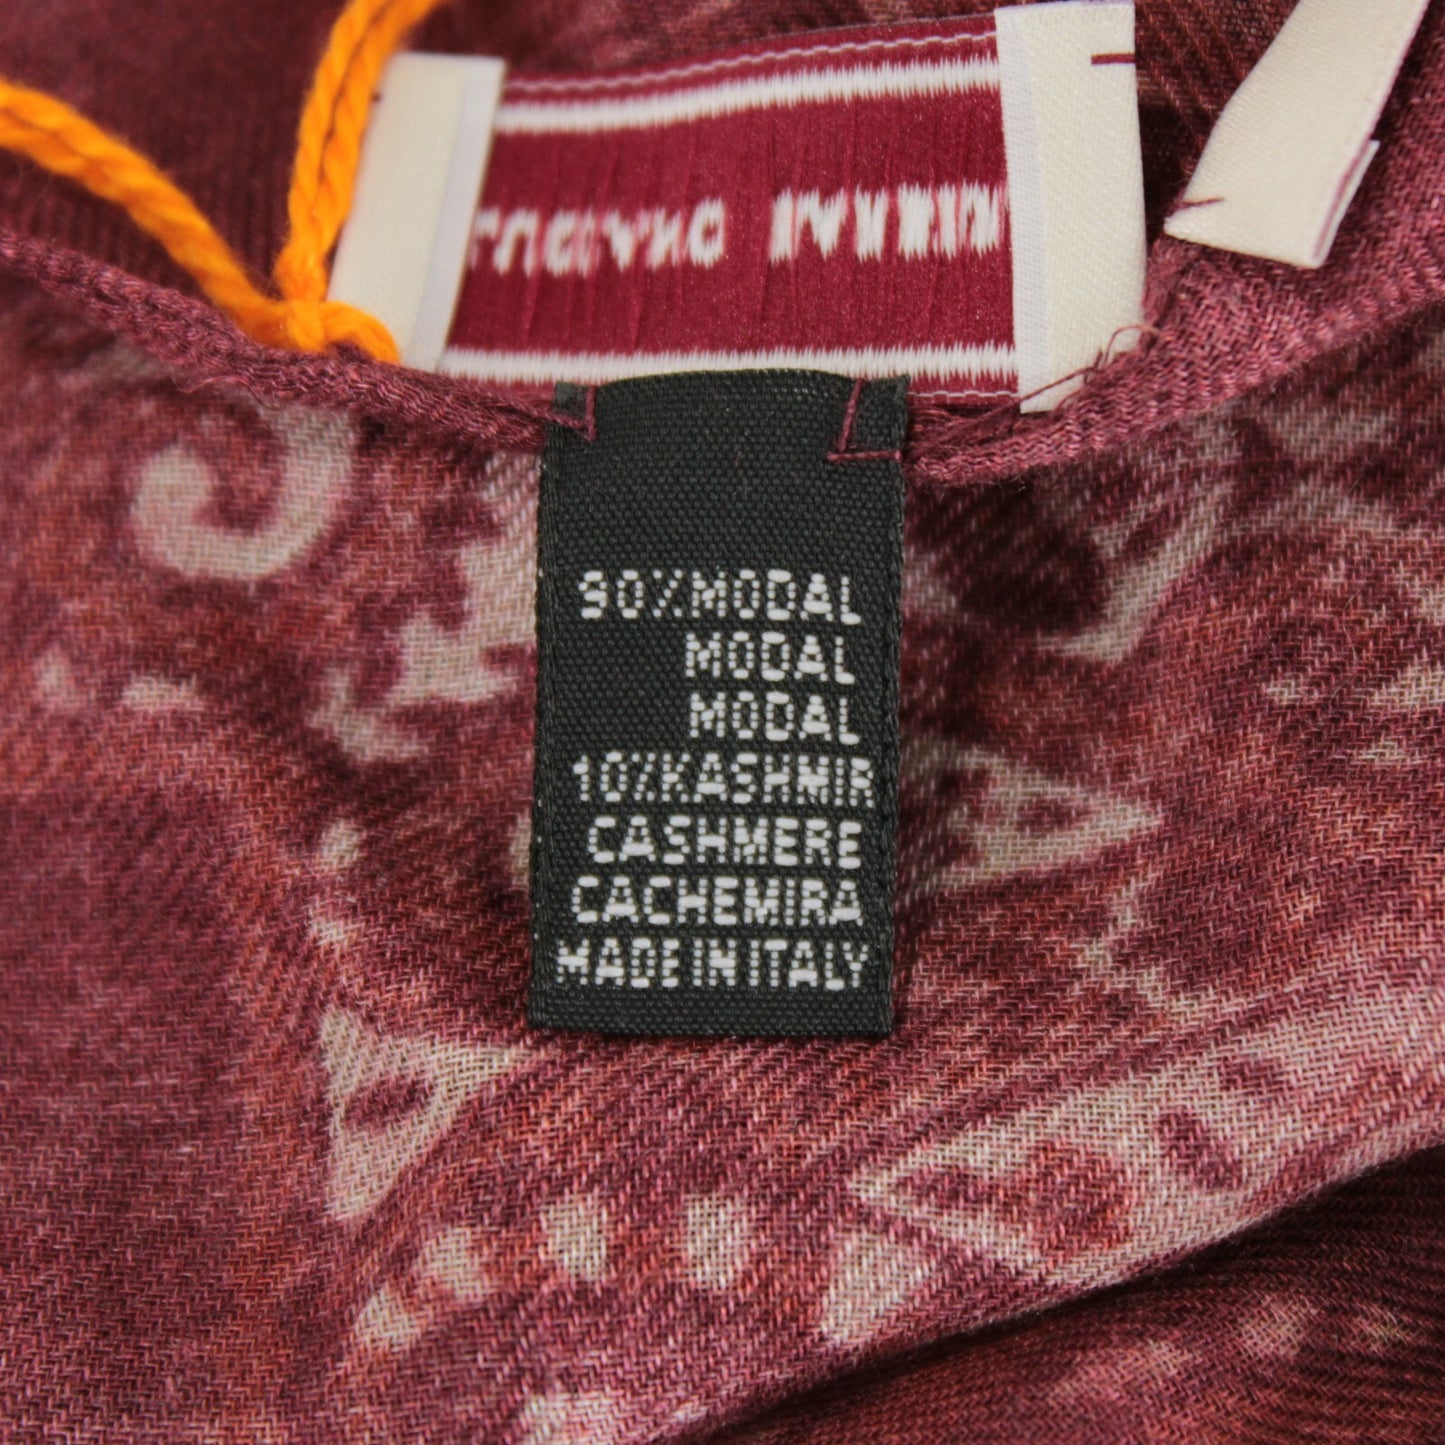 90%MODAL
MODAL
MODAL
10%KASHMIR
CASHMERE
CACHEMIRA
MADE IN ITALY